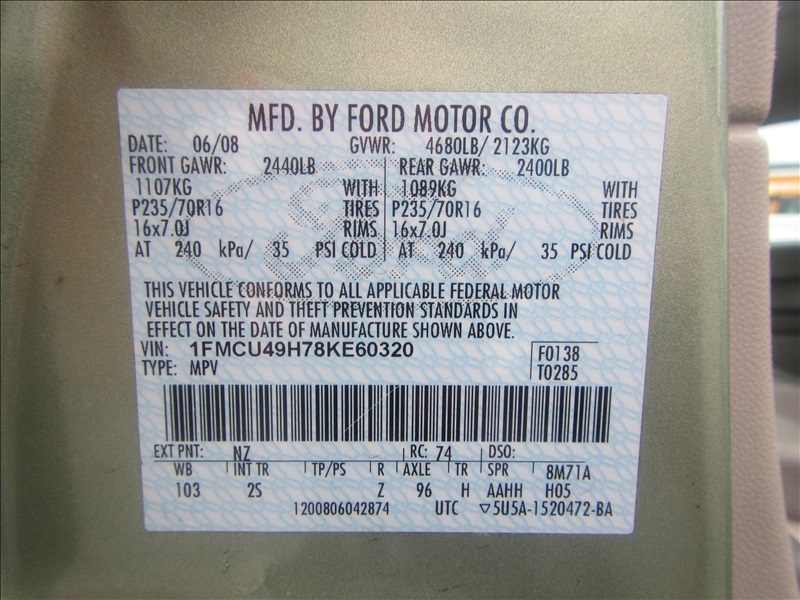 MFD. BY FORD MOTOR CO.
DATE: 06/08 GVWR: 4680LB/ 2123KG
FRONT GAWR: 2440LB REAR GAWR: 2400LB
1107KG WITH 1089KG WITH
P235/70R16 TIRES P235/70R16 TIRES
16x7.0J RIMS 16x7.0J RIMS
AT 240 kPa/ 35 PSI COLD AT 240 kPa/ 35 PSI COLD
THIS VEHICLE CONFORMS TO ALL APPLICABLE FEDERAL MOTOR
VEHICLE SAFETY AND THEFT PREVENTION STANDARDS IN
EFFECT ON THE DATE OF MANUFACTURE SHOWN ABOVE.
VIN: 1FMCU49H78KE60320 F0138
TYPE: MPV T0285
EXT PNT: NZ RC: 74 DSO:
WB INT TR TP/PS R AXLE TR SPR 8M71A
103 2S Z 96 H AAHH H05
1200806042874 UTC ▽5U5A-1520472-BA